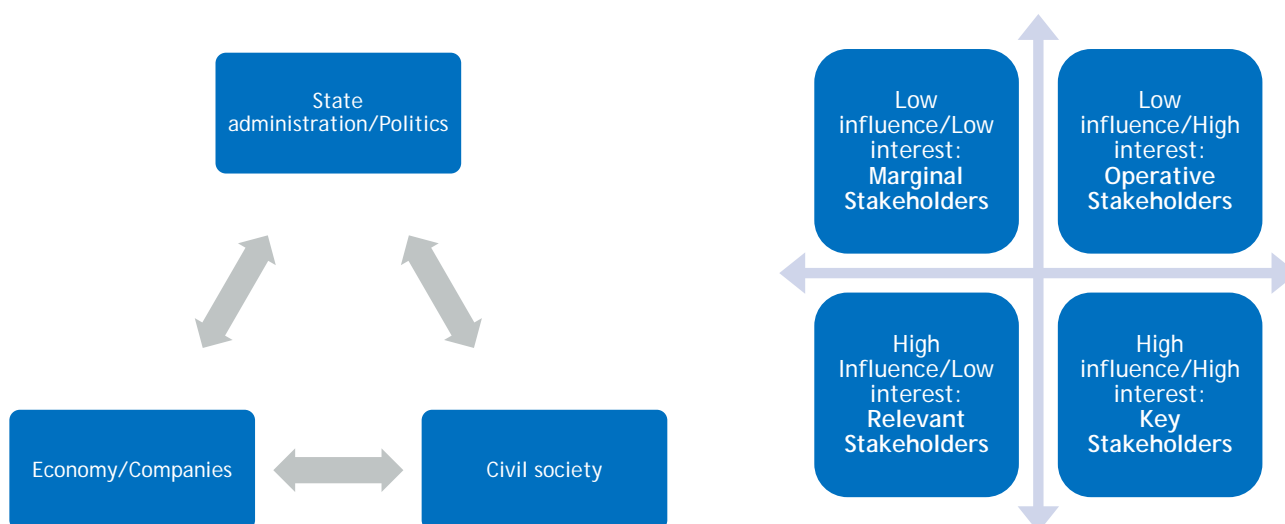 State
administration/Politics
Economy/Companies
Civil society
Low
influence/Low
interest:
Marginal
Stakeholders
Low
influence/High
interest:
Operative
Stakeholders
High
Influence/Low
interest:
Relevant
Stakeholders
High
influence/High
interest:
Key
Stakeholders